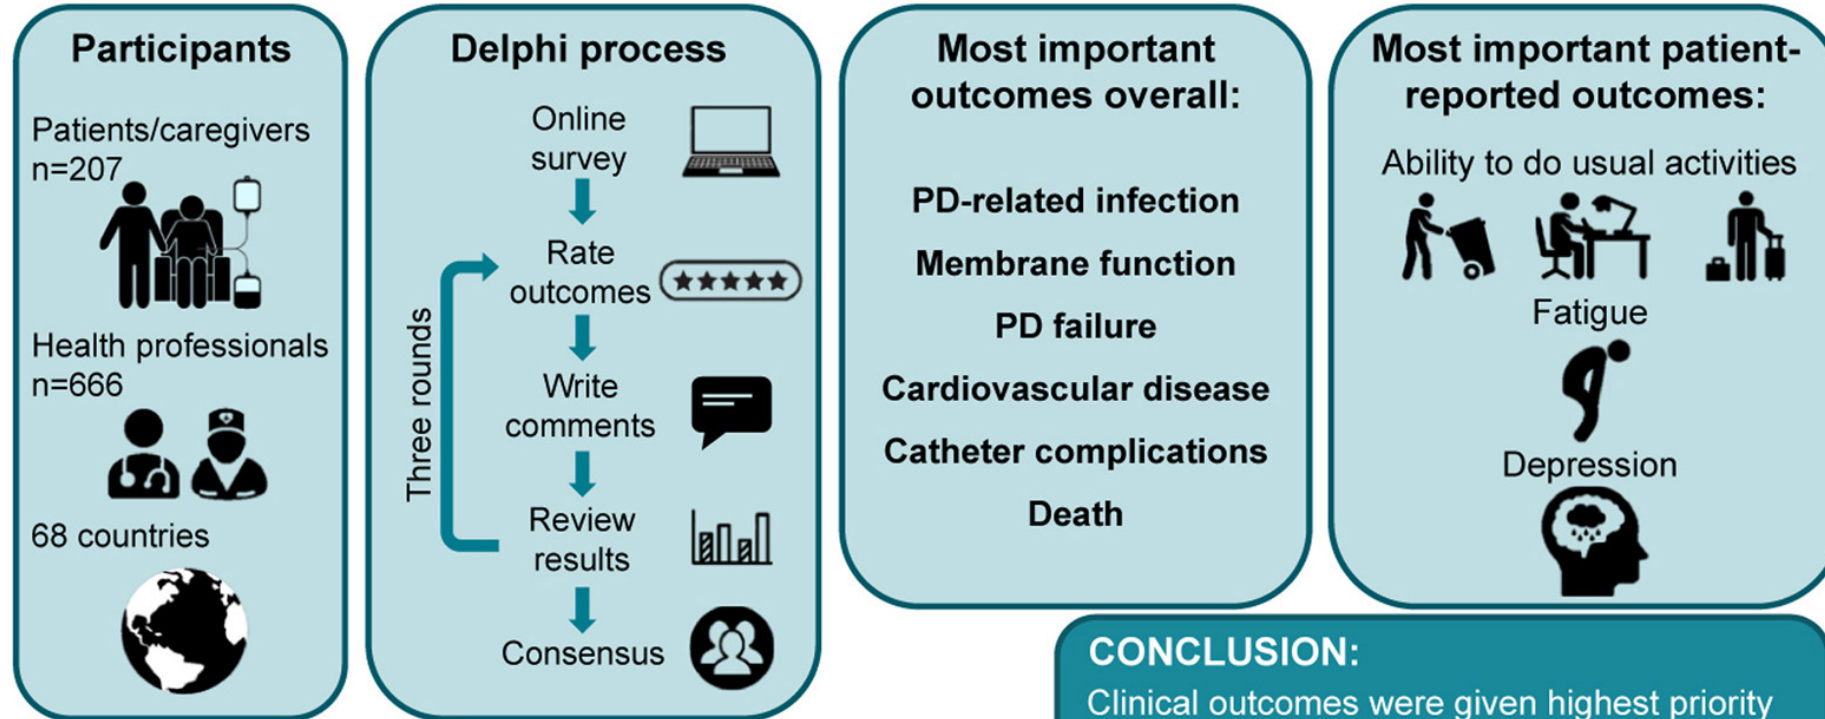 Participants
Patients/caregivers
n=207
Health professionals
n=666
68 countries
Delphi process
Online
survey
Rate
outcomes
Write
comments
Review
results
Consensus
Three rounds
Most important
outcomes overall:
PD-related infection
Membrane function
PD failure
Cardiovascular disease
Catheter complications
Death
Most important patient-
reported outcomes:
Ability to do usual activities
Fatigue
Depression
CONCLUSION:
Clinical outcomes were given highest priority